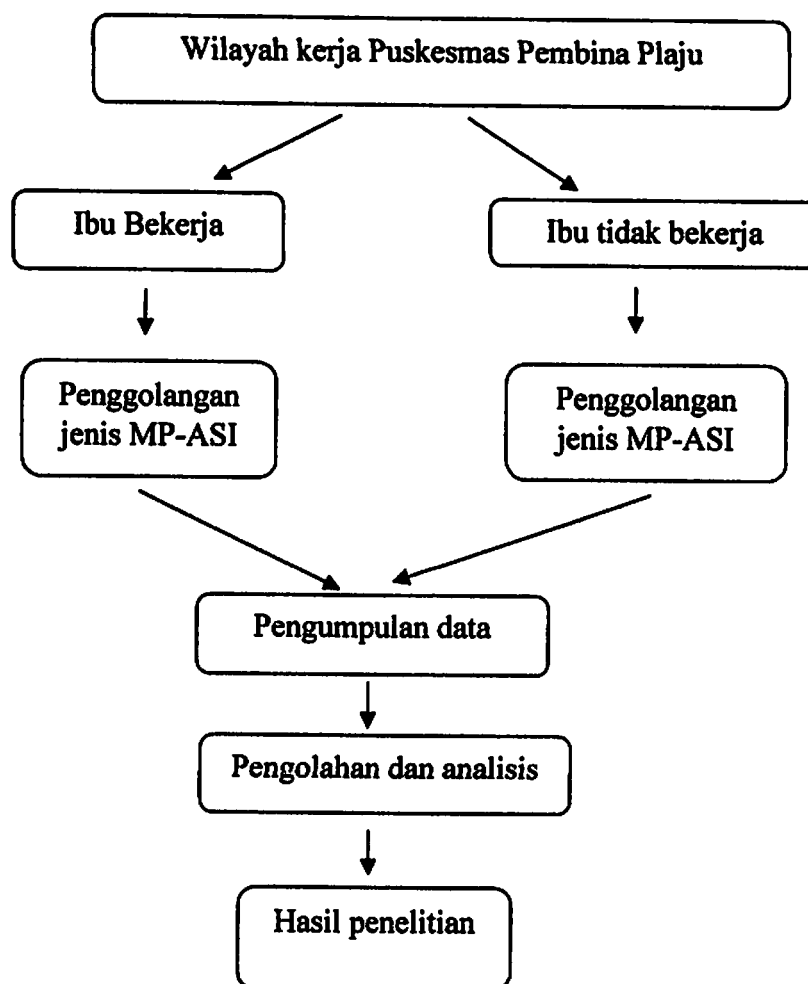 Wilayah kerja Puskesmas Pembina Plaju
Ibu Bekerja
Ibu tidak bekerja
Penggolangan
jenis MP-ASI
Penggolangan
jenis MP-ASI
Pengumpulan data
Pengolahan dan analisis
Hasil penelitian